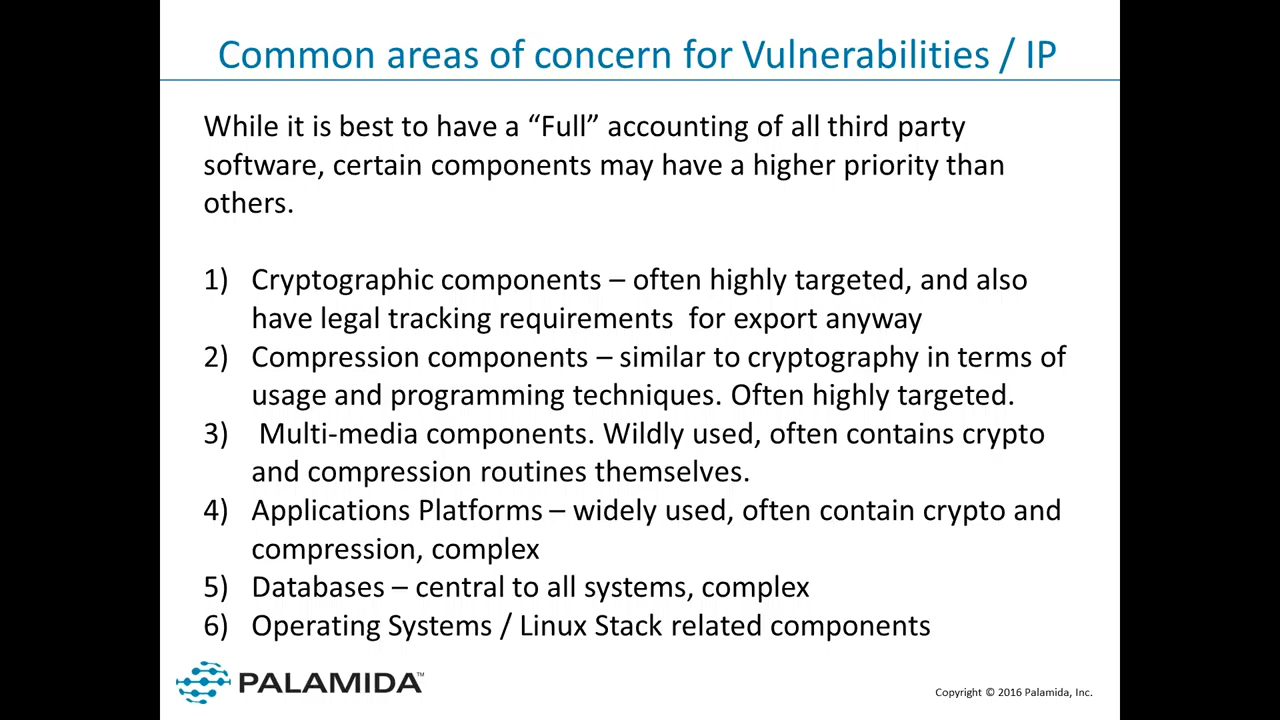 Common areas of concern for Vulnerabilities / IP
While it is best to have a “Full” accounting of all third party
software, certain components may have a higher priority than
others.
1) Cryptographic components – often highly targeted, and also
have legal tracking requirements  for export anyway
2) Compression components – similar to cryptography in terms of
usage and programming techniques. Often highly targeted.
3)  Multi-media components. Wildly used, often contains crypto
and compression routines themselves.
4) Applications Platforms – widely used, often contain crypto and
compression, complex
5) Databases – central to all systems, complex
6) Operating Systems / Linux Stack related components
PALAMIDA™
Copyright © 2016 Palamida, Inc.